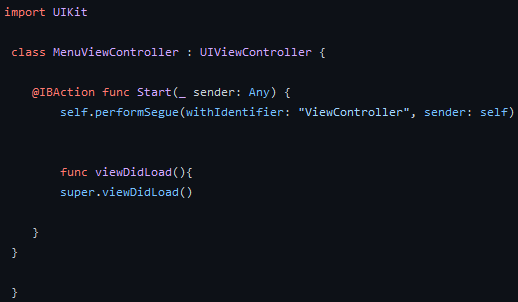 import UIKit
class MenuViewController : UIViewController {
@IBAction func Start(_ sender: Any) {
self.performSegue(withIdentifier: "ViewController", sender: self)
func viewDidLoad(){
super.viewDidLoad()
}
}
}